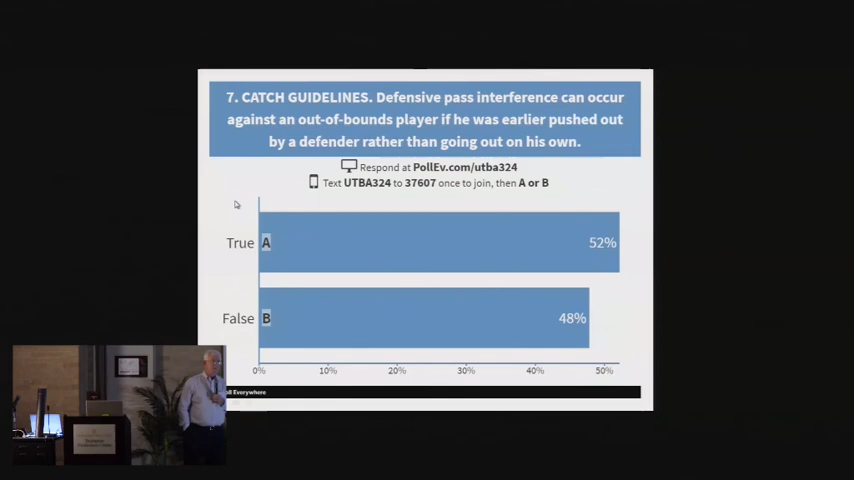 7. CATCH GUIDELINES. Defensive pass interference can occur
against an out-of-bounds player if he was earlier pushed out
by a defender rather than going out on his own.
Respond at PollEv.com/utba324
Text UTBA324 to 37607 once to join, then A or B
True A 52%
False B 48%
0% 10% 20% 30% 40% 50%
oll Everywhere